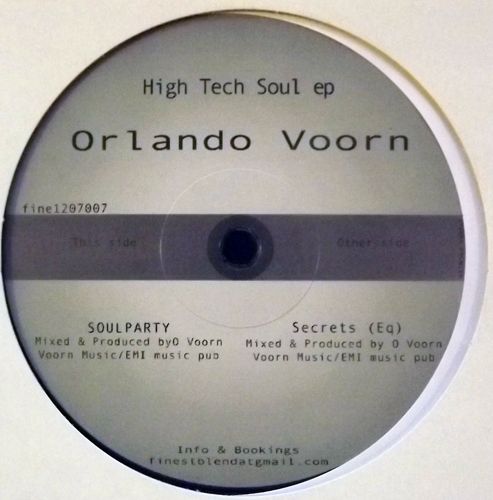 High Tech Soul ep
Orlando Voorn
fine1207007
This side
Other side
SOULPARTY
Mixed & Produced byO Voorn
Voorn Music/EMI music pub
Secrets (Eq)
Mixed & Produced by O Voorn
Voorn Music/EMI music pub
Info & Bookings
finestblendatgmail.com